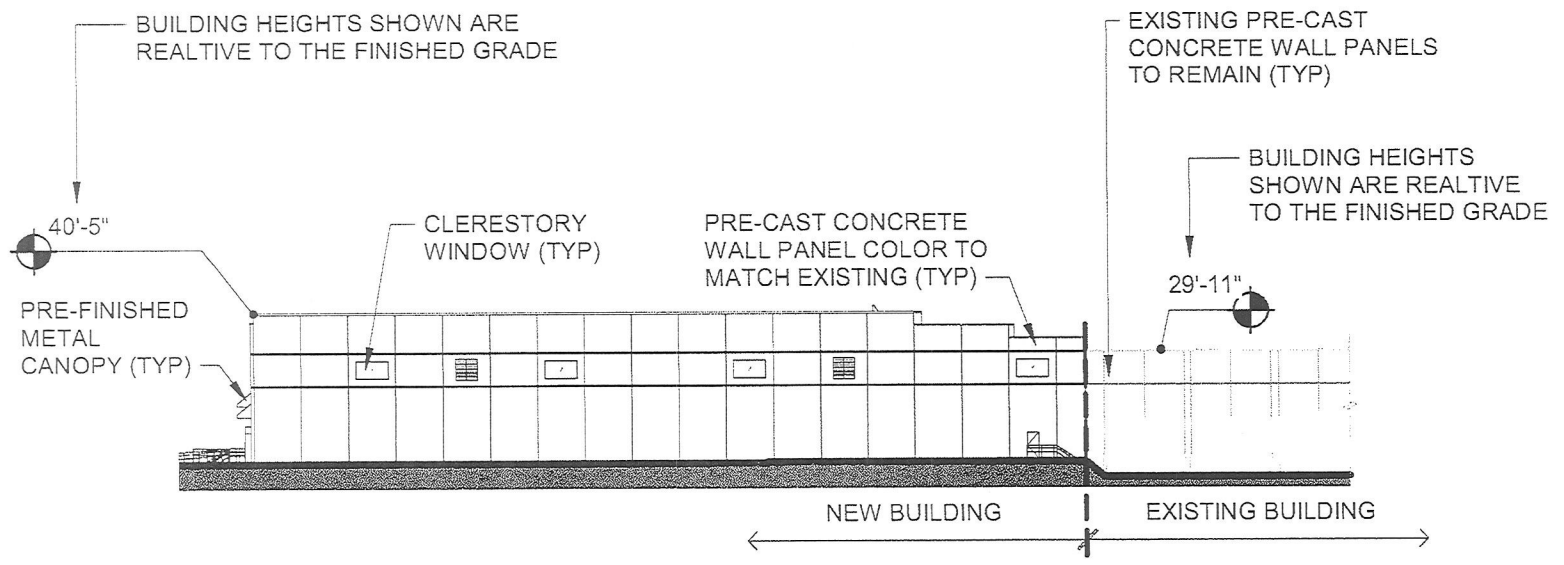 BUILDING HEIGHTS SHOWN ARE
REALTIVE TO THE FINISHED GRADE
EXISTING PRE-CAST
CONCRETE WALL PANELS
TO REMAIN (TYP)
BUILDING HEIGHTS
SHOWN ARE REALTIVE
TO THE FINISHED GRADE
40'-5"
CLERESTORY
WINDOW (TYP)
PRE-CAST CONCRETE
WALL PANEL COLOR TO
MATCH EXISTING (TYP)
29'-11"
PRE-FINISHED
METAL
CANOPY (TYP)
NEW BUILDING
EXISTING BUILDING